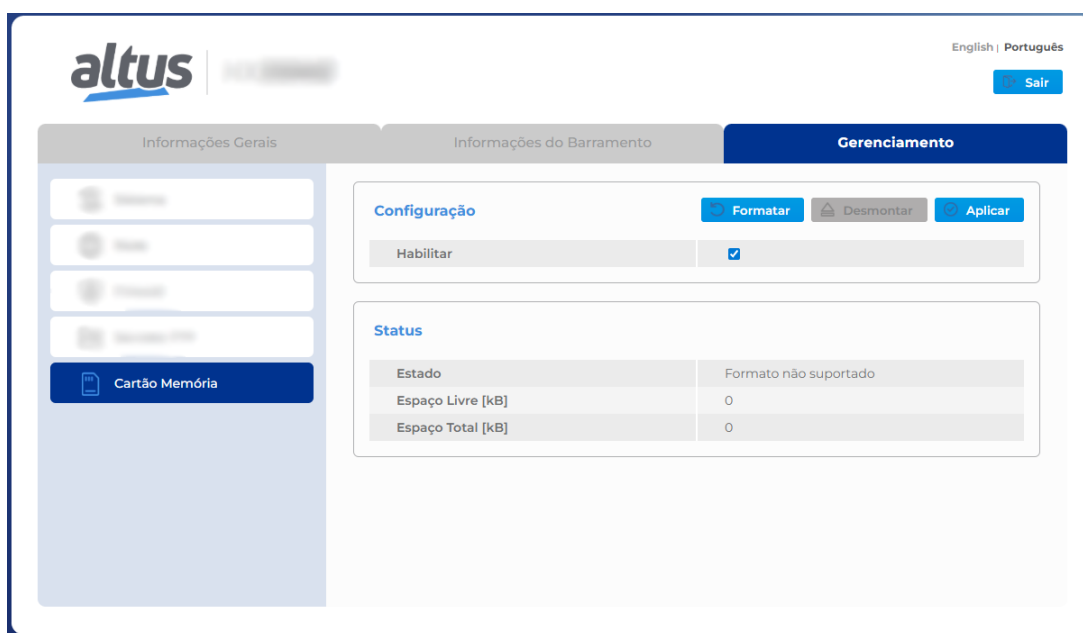 English | Português
altus
Sair
Informações Gerais
Informações do Barramento
Gerenciamento
Configuração
Formatar
Desmontar
Aplicar
Habilitar
Status
Cartão Memória
Estado
Formato não suportado
Espaço Livre [kB]
0
Espaço Total [kB]
0